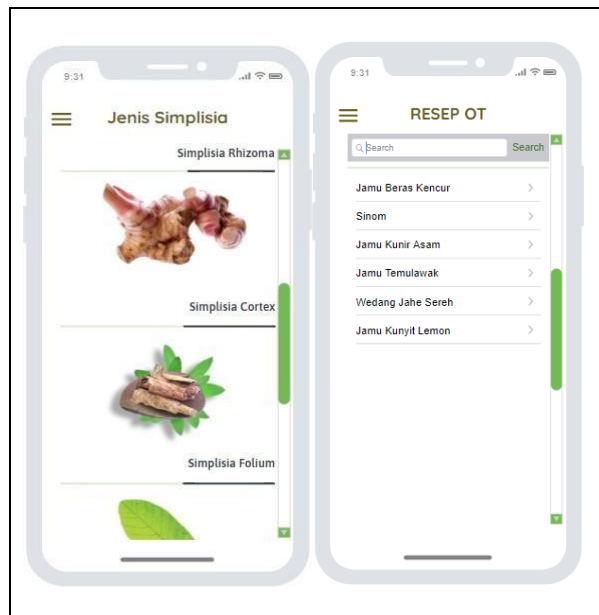 9:31
Jenis Simplisia
Simplisia Rhizoma
Simplisia Cortex
Simplisia Folium
9:31
RESEP OT
Search Search
Jamu Beras Kencur
Sinom
Jamu Kunir Asam
Jamu Temulawak
Wedang Jahe Sereh
Jamu Kunyit Lemon